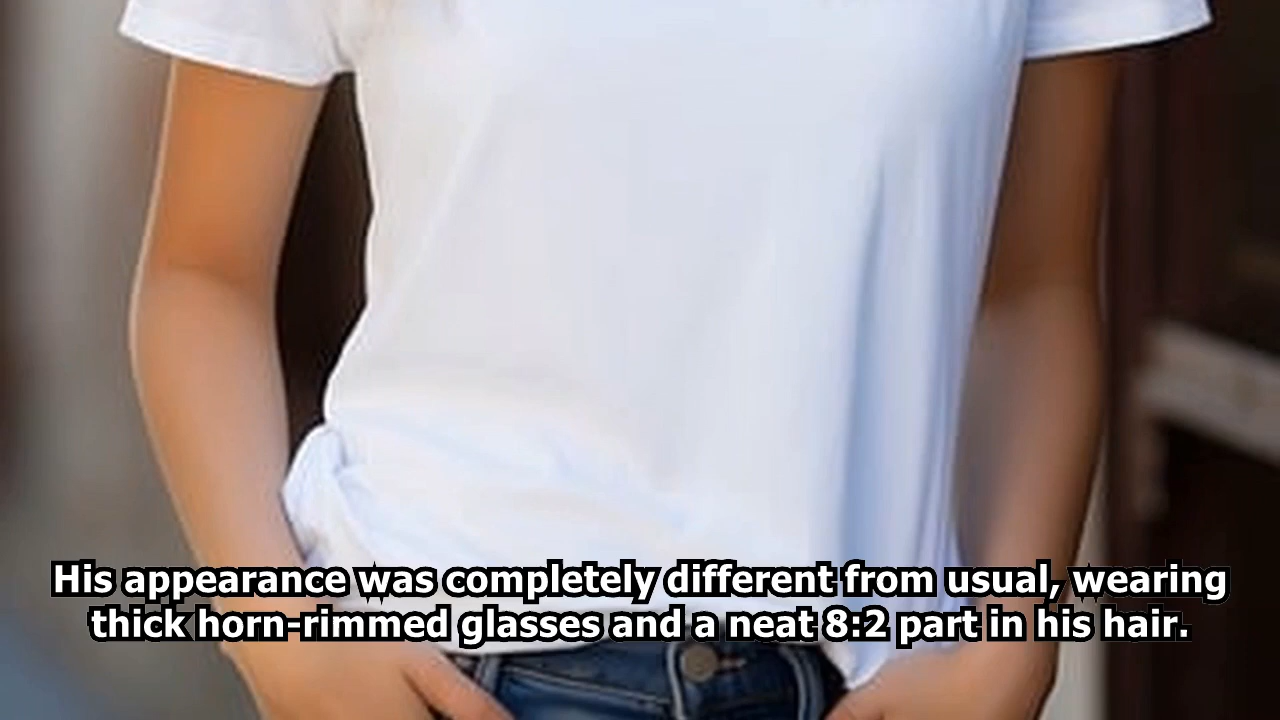 His appearance was completely different from usual, wearing
thick horn-rimmed glasses and a neat 8:2 part in his hair.